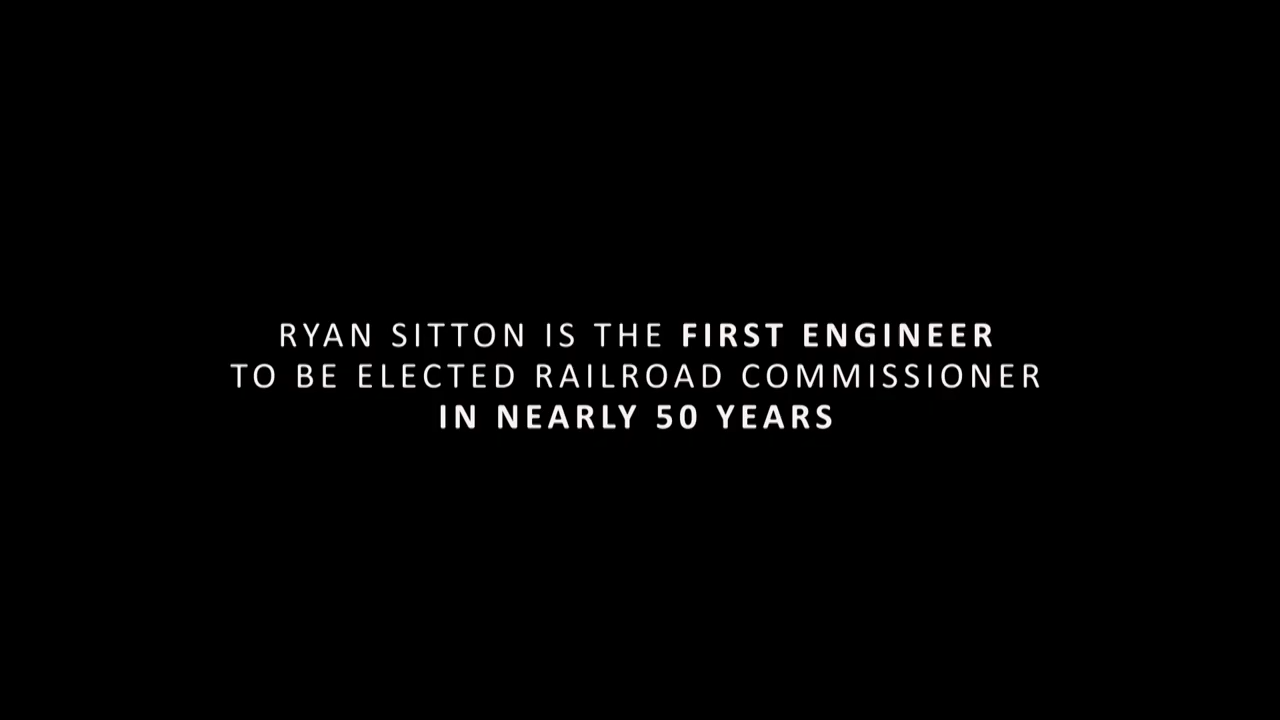 RYAN SITTON IS THE FIRST ENGINEER
TO BE ELECTED RAILROAD COMMISSIONER
IN NEARLY 50 YEARS